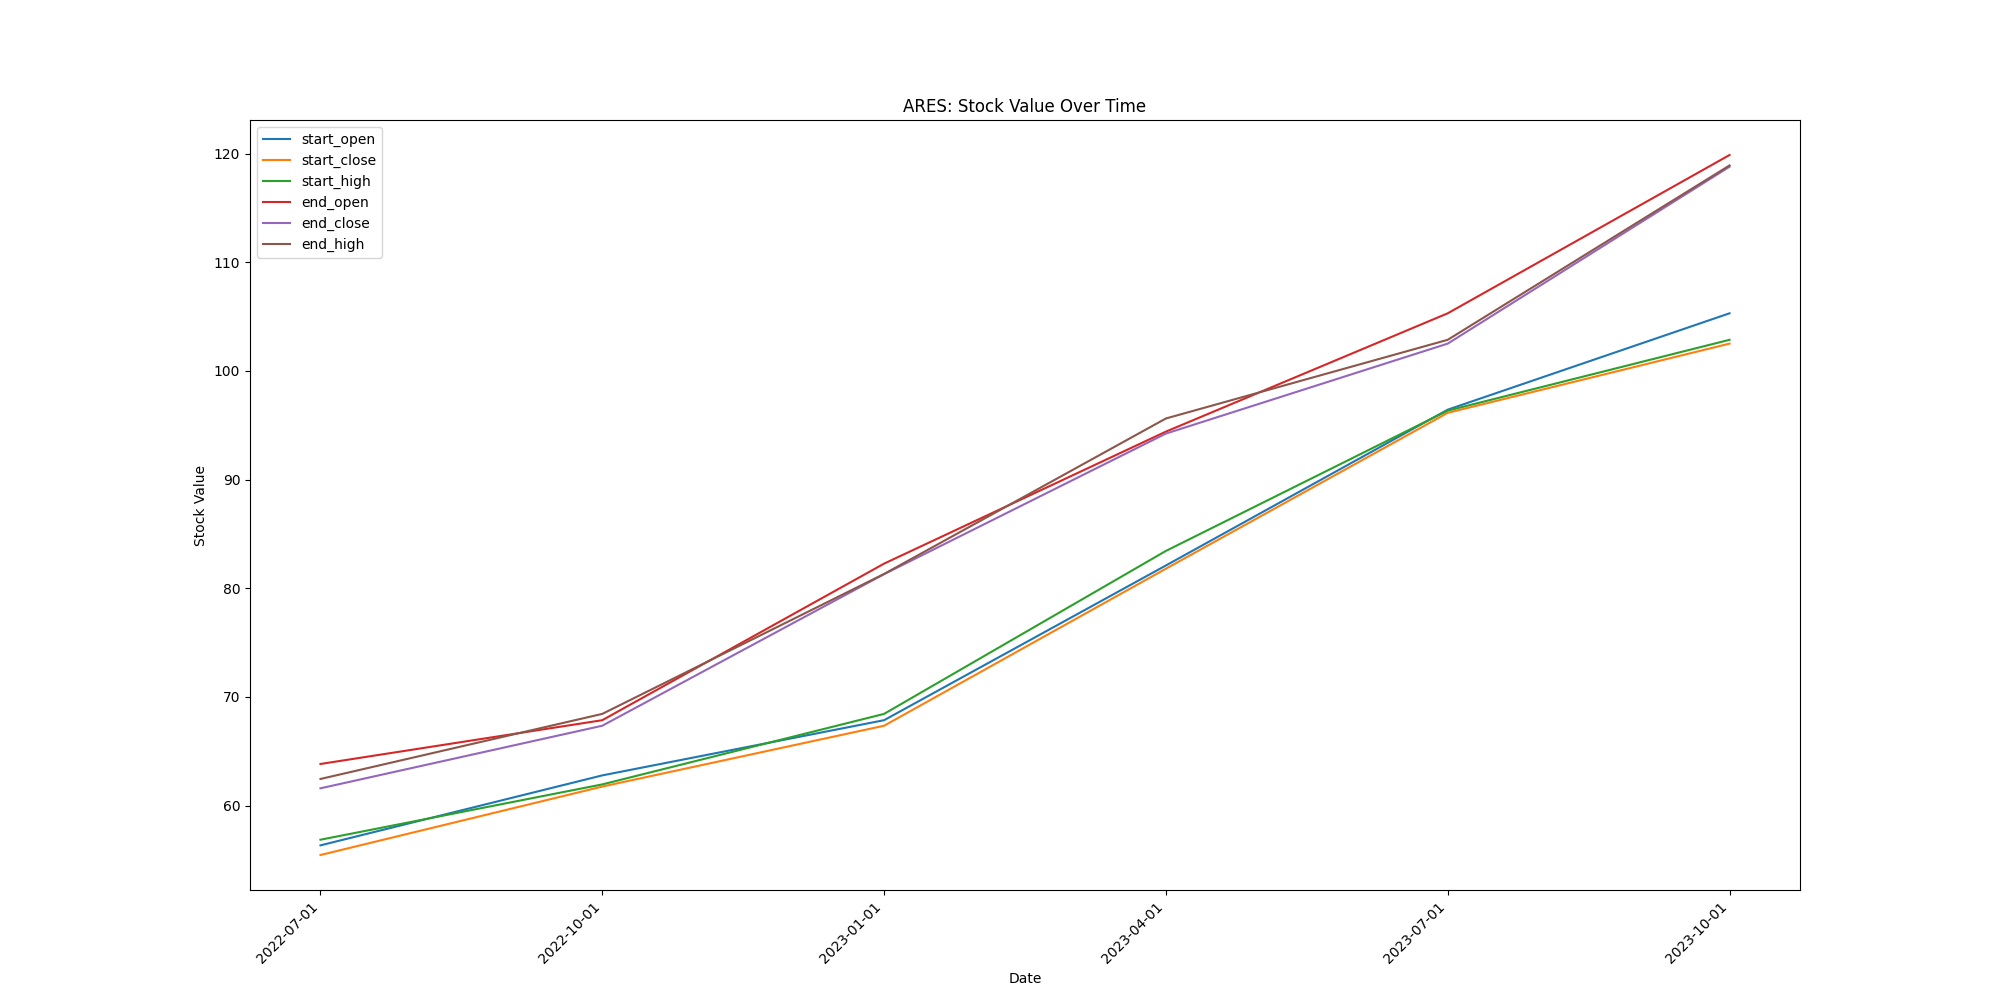 ARES: Stock Value Over Time
start_open
start_close
start_high
end_open
end_close
end_high
Stock Value
120
110
100
90
80
70
60
2022-07-01
2022-10-01
2023-01-01
2023-04-01
2023-07-01
2023-10-01
Date